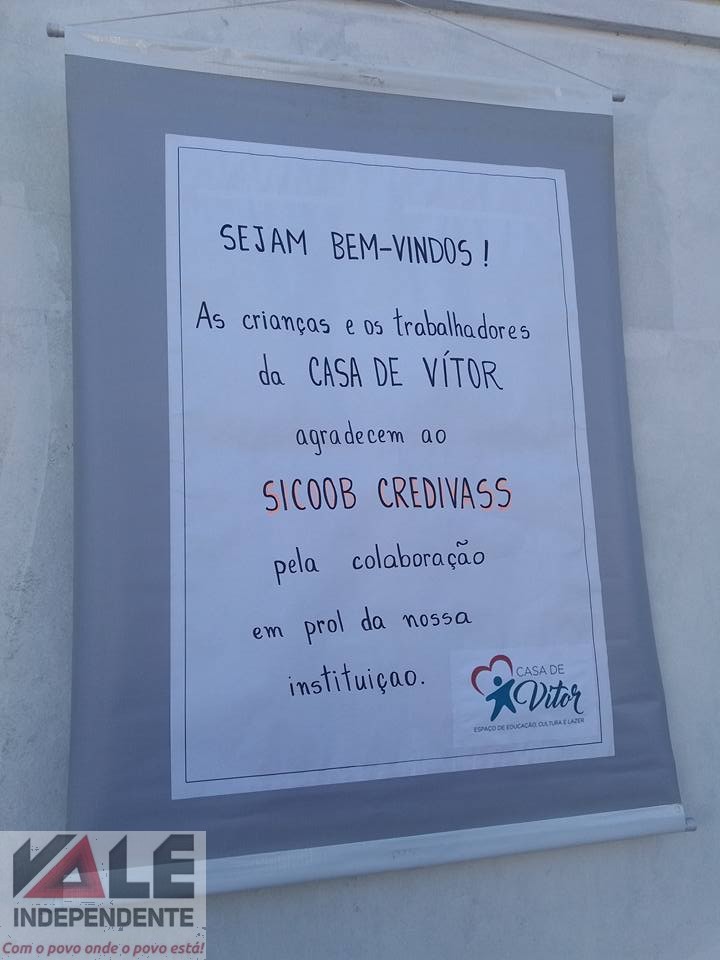 SEJAM BEM-VINDOS!
As crianças e os trabalhadores
da CASA DE VÍTOR
agradecem ao
SICOOB CREDIVASS
pela colaboração
em prol da nossa
instituiçao.
CASA DE
Vitor
ESPAÇO DE EDUCAÇÃO, CULTURA E LAZER
VALE
INDEPENDENTE
Com o povo onde o povo está!